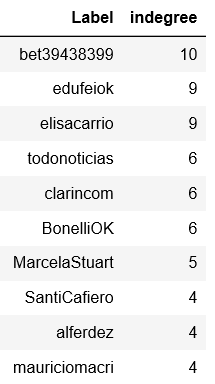 Label indegree
bet39438399 10
edufeiok 9
elisacarrio 9
todonoticias 6
clarincom 6
BonelliOK 6
MarcelaStuart 5
SantiCafiero 4
alferdez 4
mauriciomacri 4